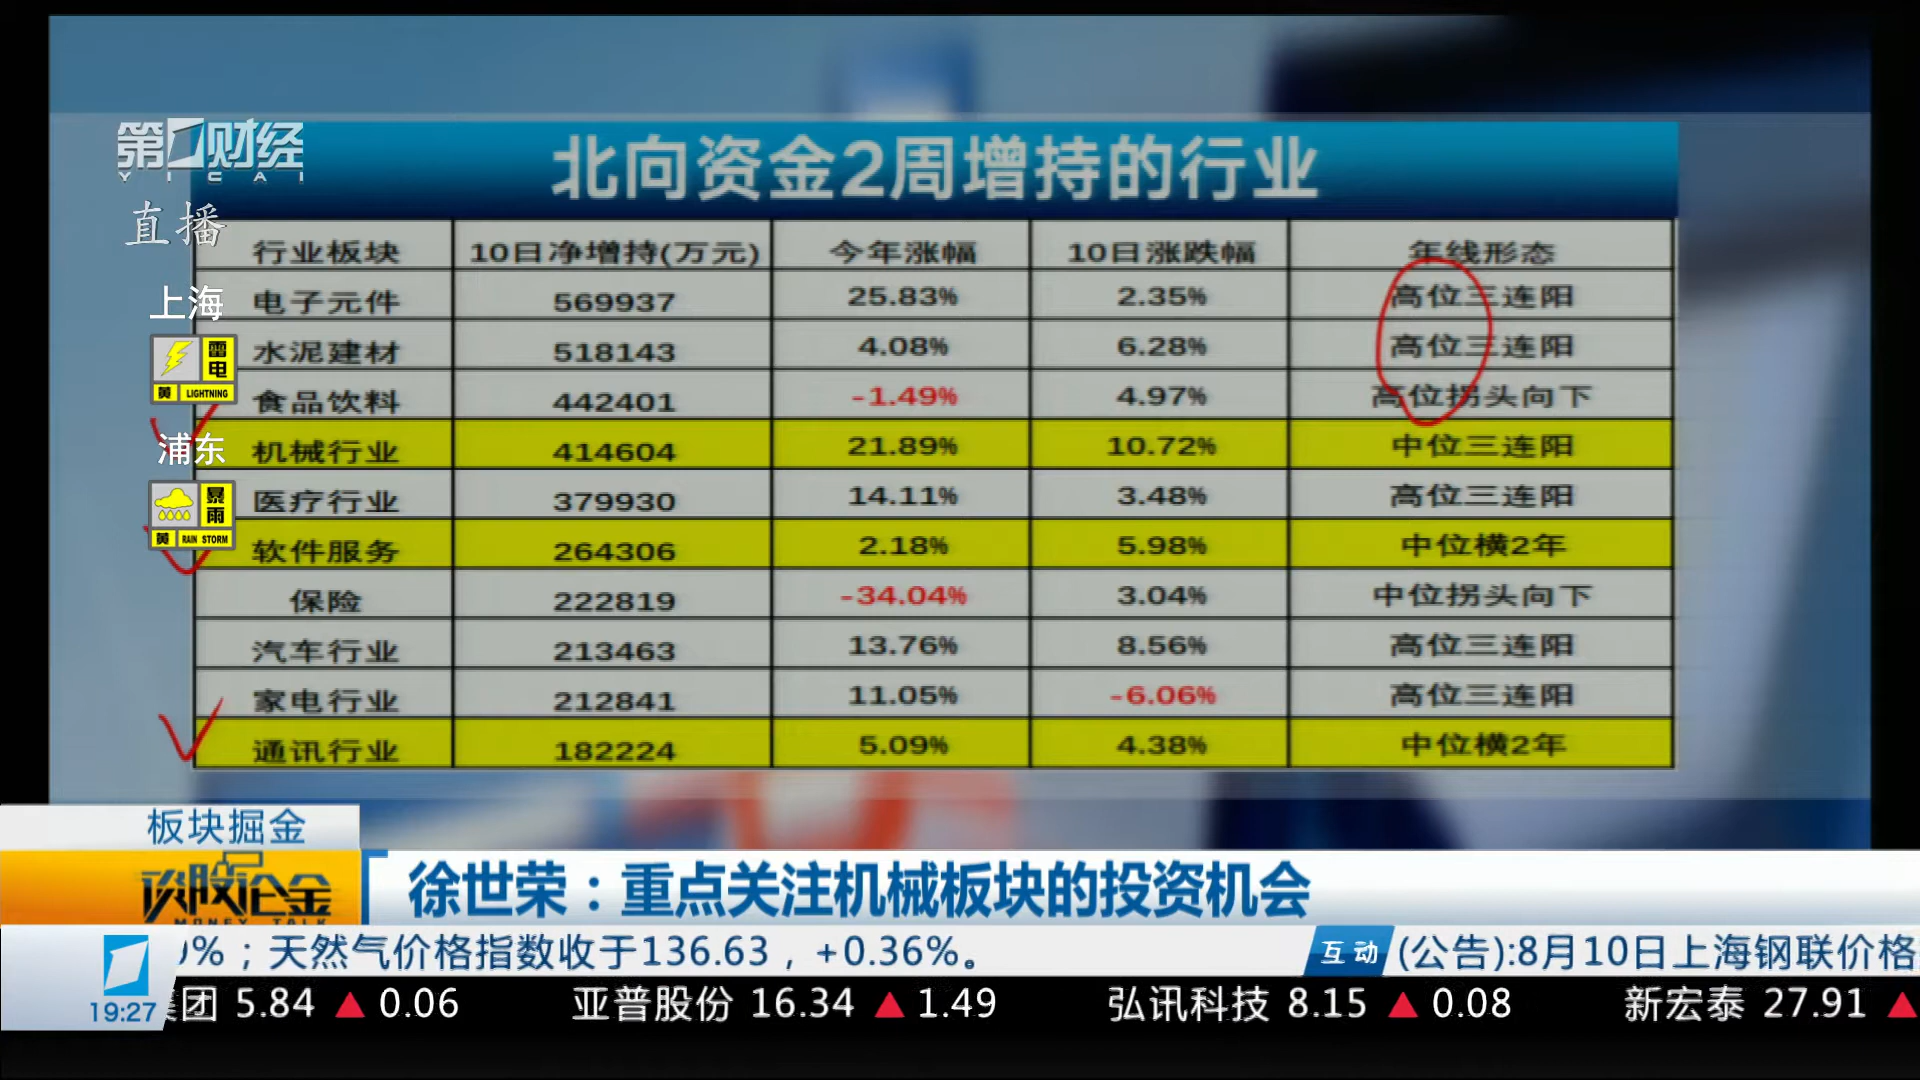 第1财经
YICAI
直播
上海
雷电
黄 LIGHTNING
浦东
暴雨
黄 RAIN STORM
北向资金2周增持的行业
行业板块 10日净增持(万元) 今年涨幅 10日涨跌幅 年线形态
电子元件 569937 25.83% 2.35% 高位三连阳
水泥建材 518143 4.08% 6.28% 高位三连阳
食品饮料 442401 -1.49% 4.97% 高位拐头向下
机械行业 414604 21.89% 10.72% 中位三连阳
医疗行业 379930 14.11% 3.48% 高位三连阳
软件服务 264306 2.18% 5.98% 中位横2年
保险 222819 -34.04% 3.04% 中位拐头向下
汽车行业 213463 13.76% 8.56% 高位三连阳
家电行业 212841 11.05% -6.06% 高位三连阳
通讯行业 182224 5.09% 4.38% 中位横2年
板块掘金
谈股论金
MONEY TALK
徐世荣：重点关注机械板块的投资机会
0%；天然气价格指数收于136.63，+0.36%。 互动 (公告):8月10日上海钢联价格
19:27
集团 5.84 ▲ 0.06 亚普股份 16.34 ▲ 1.49 弘讯科技 8.15 ▲ 0.08 新宏泰 27.91 ▲